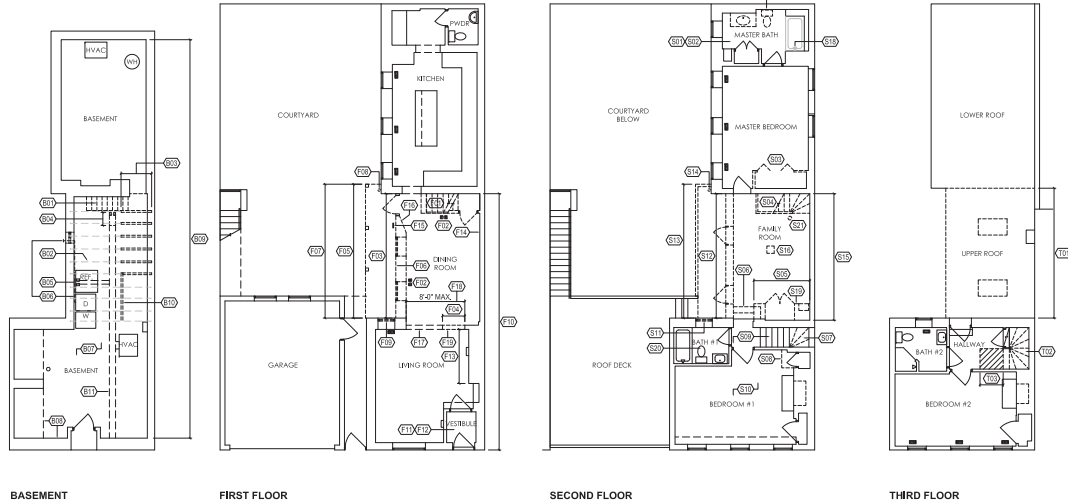 HVAC
WH
BASEMENT
B03
B01
B04
B09
B02
B05
REF.
B06
D
W
B10
B07
HVAC
BASEMENT
B11
B08
BASEMENT
PWDR
KITCHEN
COURTYARD
F08
F16
F01
F15
F02
F14
F07
F05
F03
F06
DINING
ROOM
F02
F18
8'-0" MAX.
F04
F10
F09
F17
F19
F13
GARAGE
LIVING ROOM
F11
F12
VESTIBULE
FIRST FLOOR
S01
S02
MASTER BATH
S18
COURTYARD
BELOW
MASTER BEDROOM
S03
S14
S04
S21
S13
FAMILY
ROOM
S12
S16
S15
S05
S06
S19
S11
BATH #1
S09
S07
S20
S08
ROOF DECK
S10
BEDROOM #1
SECOND FLOOR
LOWER ROOF
UPPER ROOF
T01
HALLWAY
BATH #2
T02
T03
BEDROOM #2
THIRD FLOOR